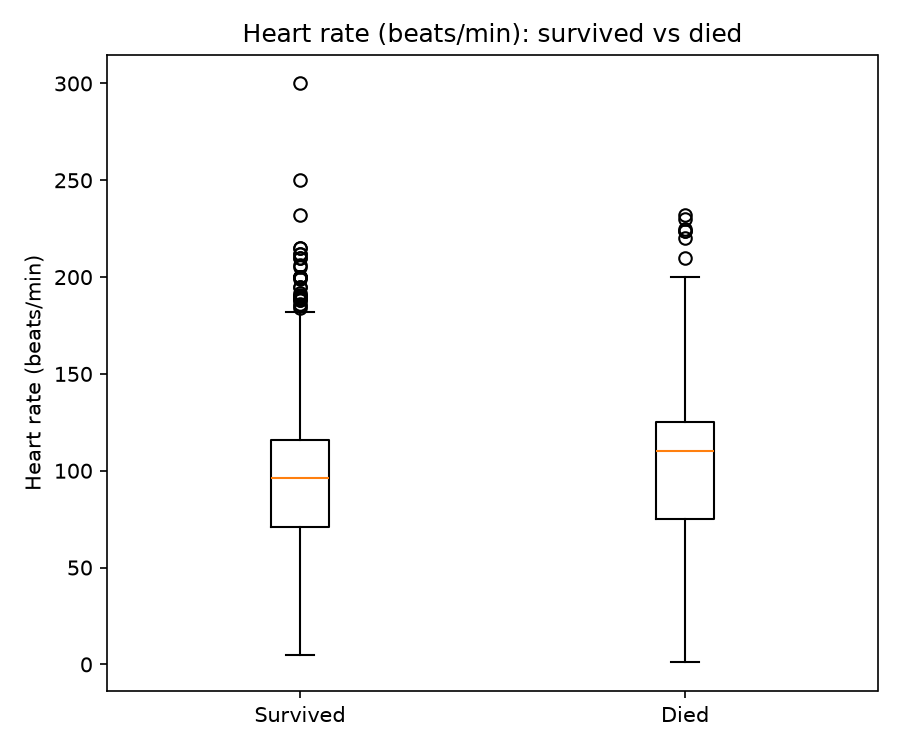 Heart rate (beats/min): survived vs died
Heart rate (beats/min)
300
250
200
150
100
50
0
Survived
Died